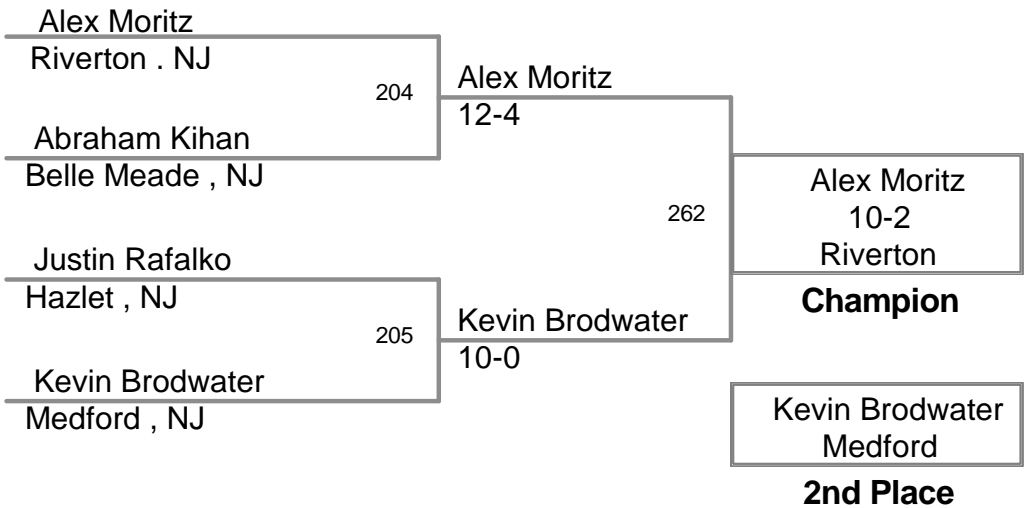 Alex Moritz
Riverton . NJ
204
Abraham Kihan
Belle Meade , NJ
Alex Moritz
12-4
Justin Rafalko
Hazlet , NJ
205
Kevin Brodwater
Medford , NJ
Kevin Brodwater
10-0
262
Alex Moritz
10-2
Riverton
Champion
Kevin Brodwater
Medford
2nd Place